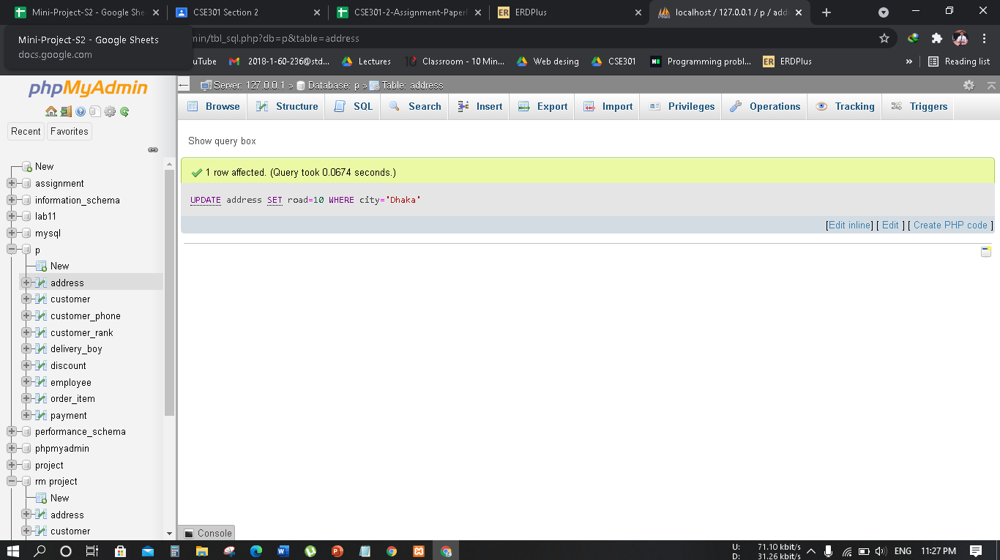 Mini-Project-S2 - Google She
CSE301 Section 2
CSE301-2-Assignment-Paper
ERDPlus
localhost / 127.0.0.1 / p / add
Mini-Project-S2 - Google Sheets
docs.google.com
min/tbl_sql.php?db=p&table=address
uTube
2018-1-60-236@std...
Lectures
Classroom - 10 Min...
Web desing
CSE301
Programming probl...
ERDPlus
»
Reading list
phpMyAdmin
Recent
Favorites
New
assignment
information_schema
lab11
mysql
p
New
address
customer
customer_phone
customer_rank
delivery_boy
discount
employee
order_item
payment
performance_schema
phpmyadmin
project
rm project
New
address
customer
Server: 127.0.0.1 » Database: p » Table: address
Browse
Structure
SQL
Search
Insert
Export
Import
Privileges
Operations
Tracking
Triggers
Show query box
1 row affected. (Query took 0.0674 seconds.)
UPDATE address SET road=10 WHERE city='Dhaka'
[Edit inline] [ Edit ] [ Create PHP code ]
Console
U: 71.10 kbit/s
D: 31.26 kbit/s
ENG
11:27 PM